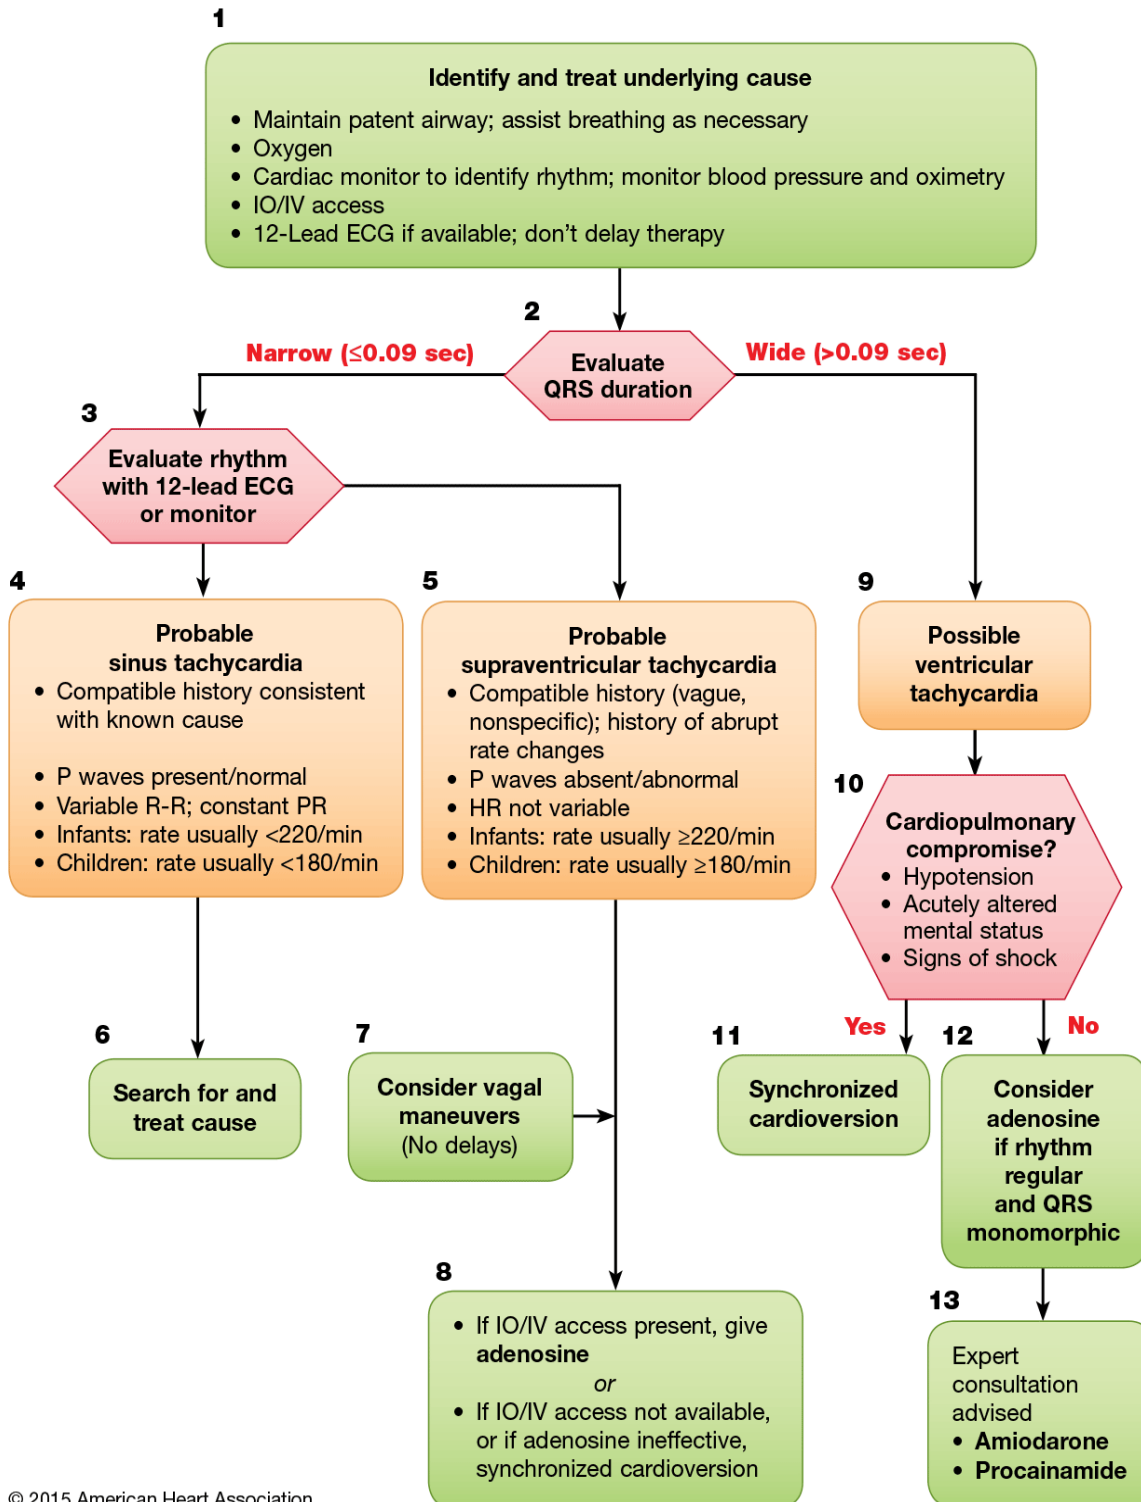 1
Identify and treat underlying cause
• Maintain patent airway; assist breathing as necessary
• Oxygen
• Cardiac monitor to identify rhythm; monitor blood pressure and oximetry
• IO/IV access
• 12-Lead ECG if available; don’t delay therapy
2
Evaluate
QRS duration
Narrow (≤0.09 sec)
Wide (>0.09 sec)
3
Evaluate rhythm
with 12-lead ECG
or monitor
4
Probable
sinus tachycardia
• Compatible history consistent
with known cause
• P waves present/normal
• Variable R-R; constant PR
• Infants: rate usually <220/min
• Children: rate usually <180/min
5
Probable
supraventricular tachycardia
• Compatible history (vague,
nonspecific); history of abrupt
rate changes
• P waves absent/abnormal
• HR not variable
• Infants: rate usually ≥220/min
• Children: rate usually ≥180/min
9
Possible
ventricular
tachycardia
10
Cardiopulmonary
compromise?
• Hypotension
• Acutely altered
mental status
• Signs of shock
Yes
No
6
Search for and
treat cause
7
Consider vagal
maneuvers
(No delays)
11
Synchronized
cardioversion
12
Consider
adenosine
if rhythm
regular
and QRS
monomorphic
8
• If IO/IV access present, give
adenosine
or
• If IO/IV access not available,
or if adenosine ineffective,
synchronized cardioversion
13
Expert
consultation
advised
• Amiodarone
• Procainamide
© 2015 American Heart Association